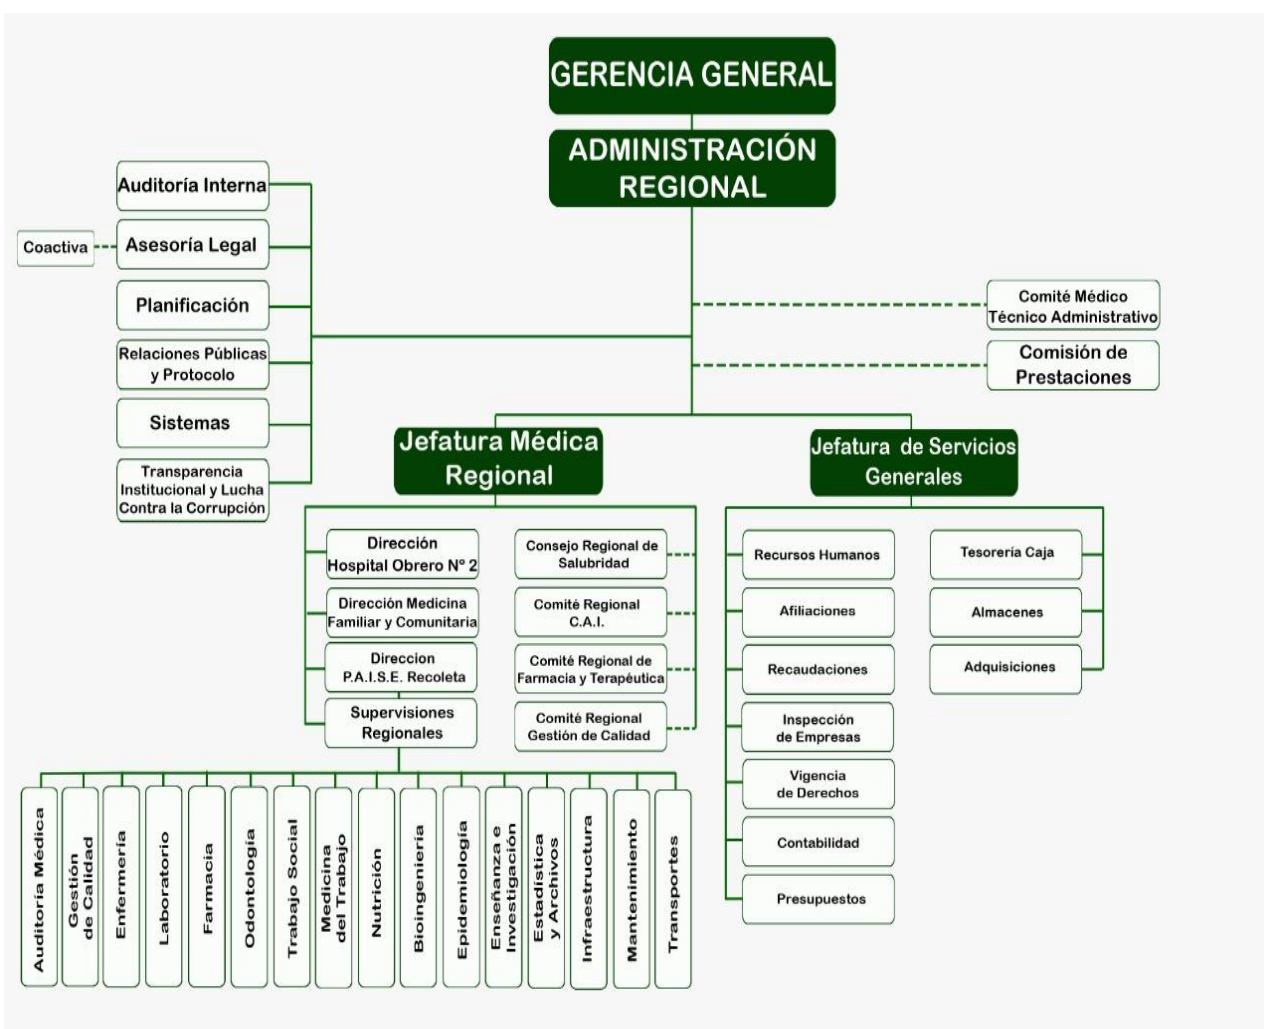 GERENCIA GENERAL
ADMINISTRACIÓN
REGIONAL
Auditoría Interna
Coactiva
Asesoría Legal
Planificación
Relaciones Públicas
y Protocolo
Sistemas
Transparencia
Institucional y Lucha
Contra la Corrupción
Comité Médico
Técnico Administrativo
Comisión de
Prestaciones
Jefatura Médica
Regional
Jefatura de Servicios
Generales
Dirección
Hospital Obrero Nº 2
Dirección Medicina
Familiar y Comunitaria
Direccion
P.A.I.S.E. Recoleta
Supervisiones
Regionales
Consejo Regional de
Salubridad
Comité Regional
C.A.I.
Comité Regional de
Farmacia y Terapéutica
Comité Regional
Gestión de Calidad
Recursos Humanos
Afiliaciones
Recaudaciones
Inspección
de Empresas
Vigencia
de Derechos
Contabilidad
Presupuestos
Tesorería Caja
Almacenes
Adquisiciones
Auditoría Médica
Gestión
de Calidad
Enfermería
Laboratorio
Farmacia
Odontología
Trabajo Social
Medicina
del Trabajo
Nutrición
Bioingeniería
Epidemiología
Enseñanza e
Investigación
Estadística
y Archivos
Infraestructura
Mantenimiento
Transportes